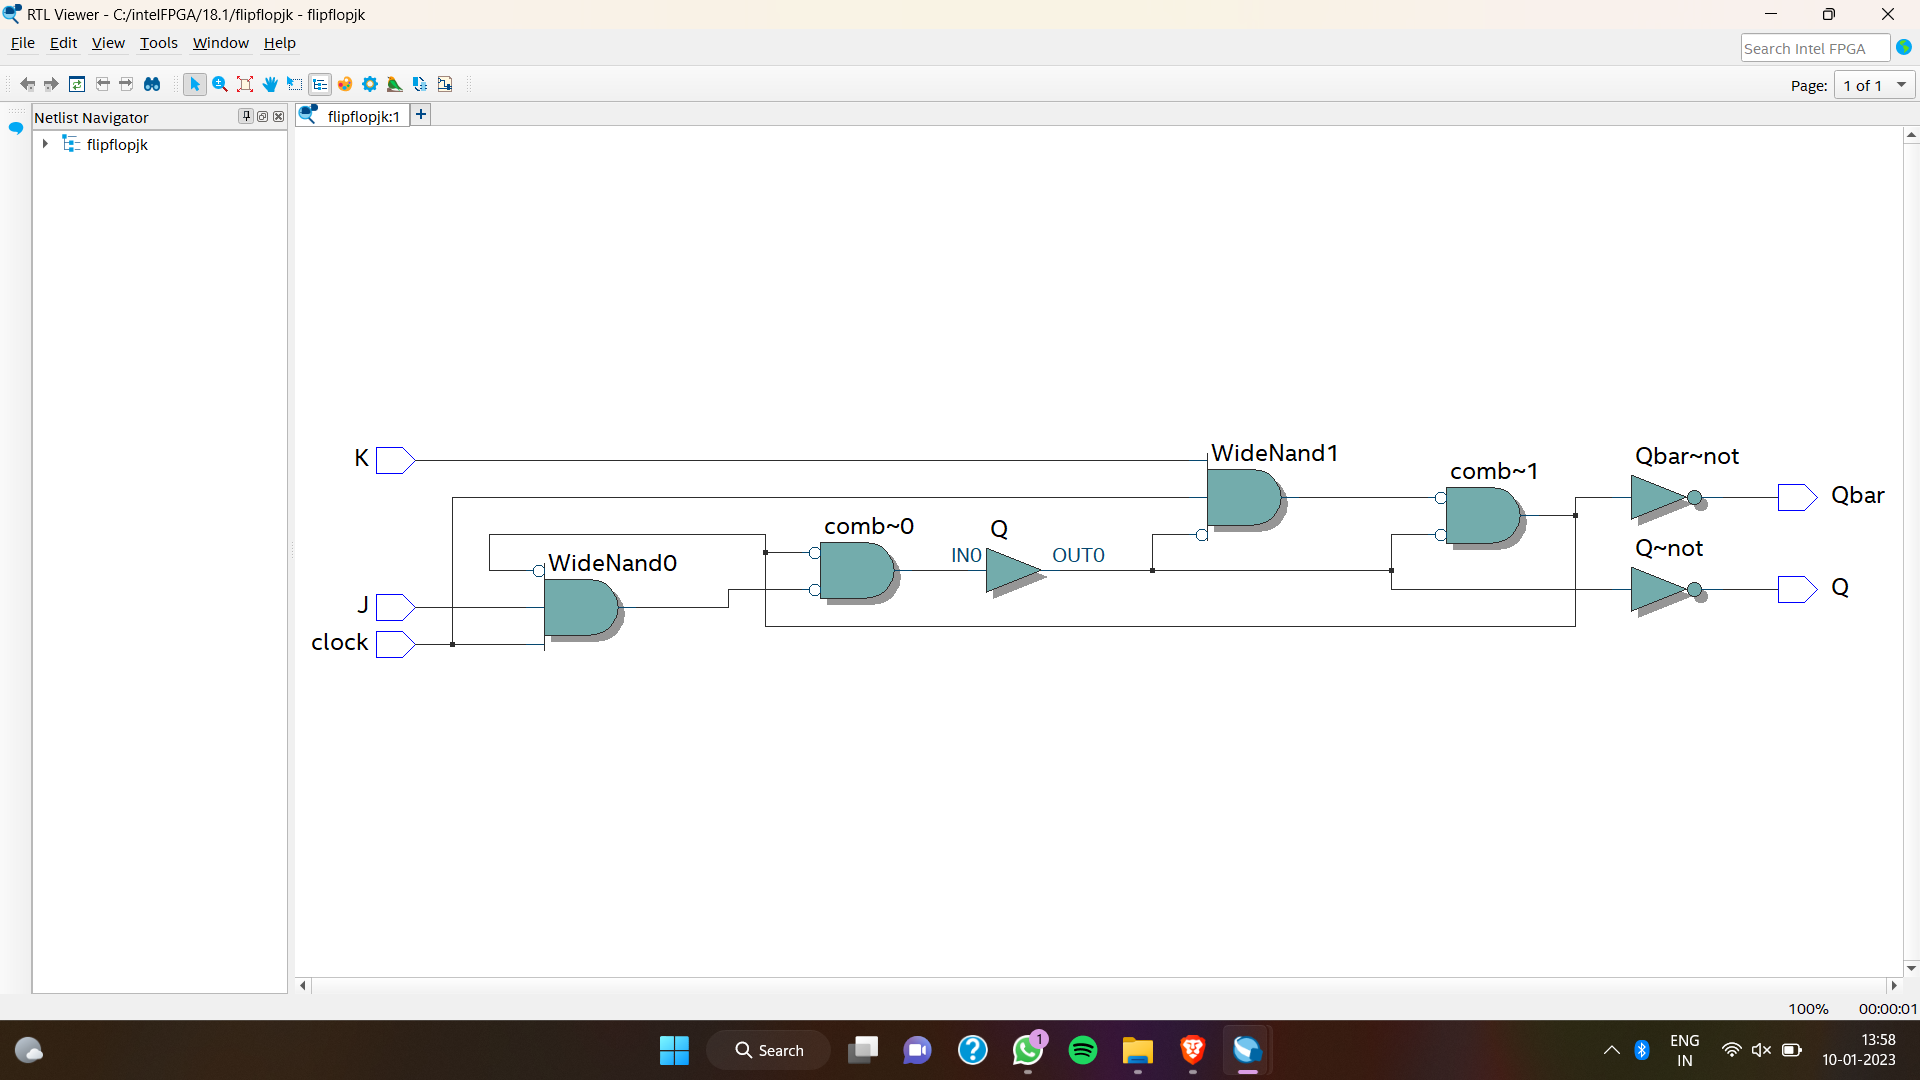 RTL Viewer - C:/intelFPGA/18.1/flipflopjk - flipflopjk
File Edit View Tools Window Help
Search Intel FPGA
Page: 1 of 1
Netlist Navigator
flipflopjk:1
flipflopjk
K
WideNand1
Qbar~not
comb~1
Qbar
comb~0
Q
Q~not
IN0
OUT0
WideNand0
Q
J
clock
100% 00:00:01
Search
1
ENG
IN
13:58
10-01-2023